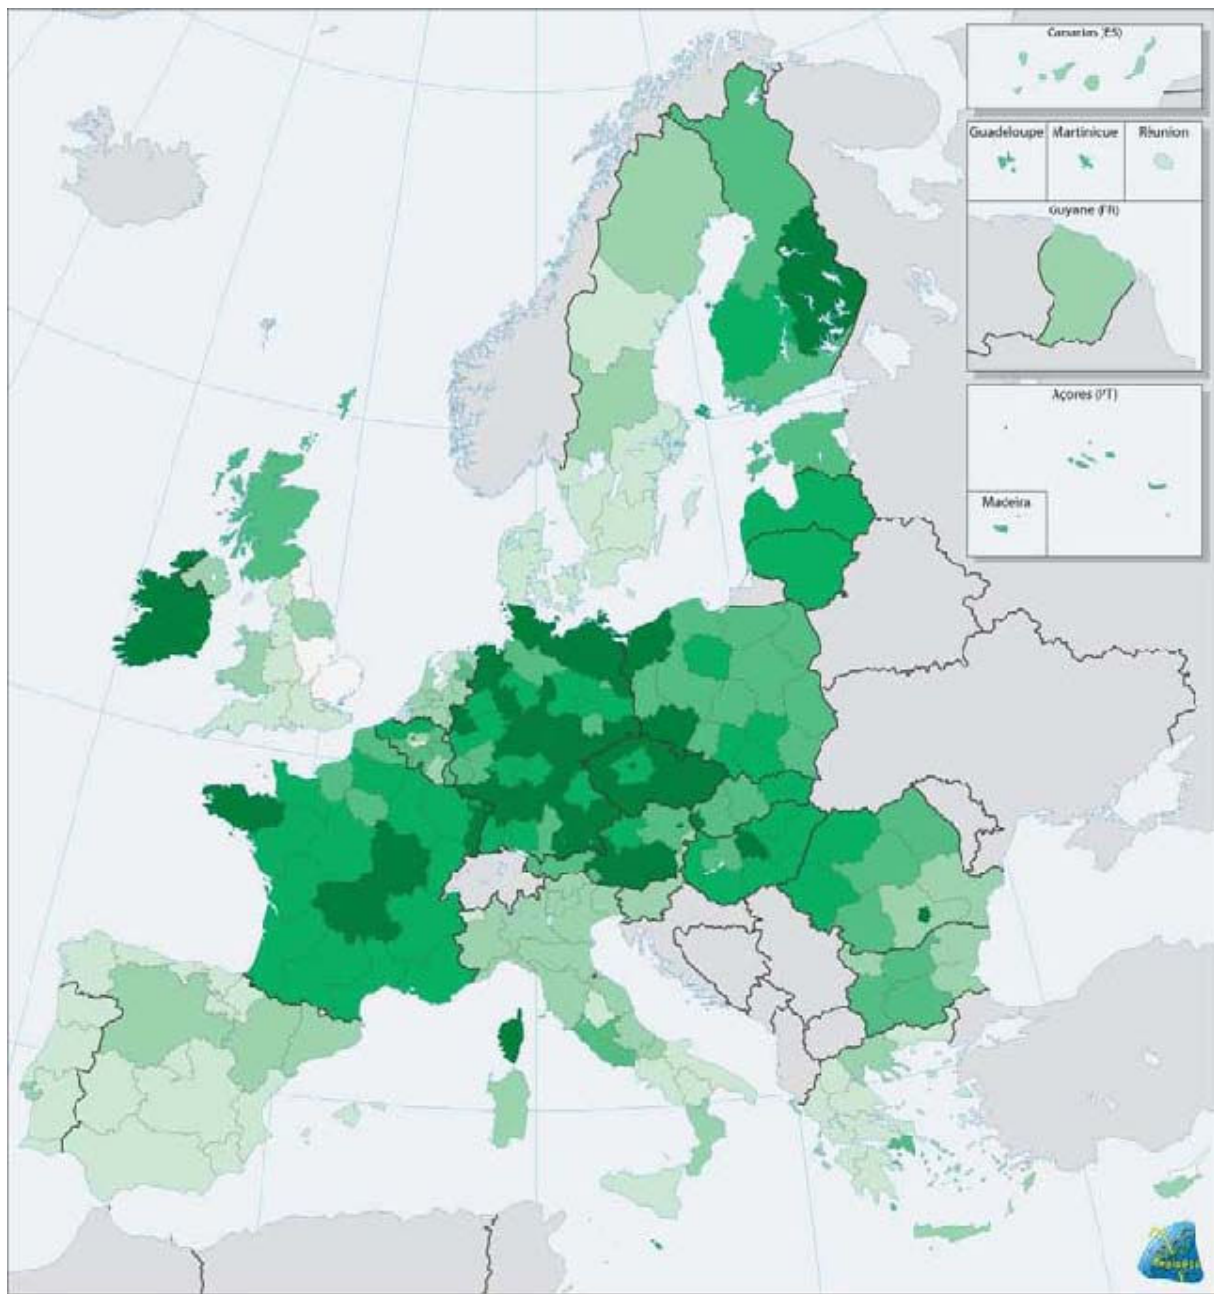 Canarias (ES)
Guadeloupe
Martinicue
Réunion
Guyane (FR)
Açores (PT)
Madeira